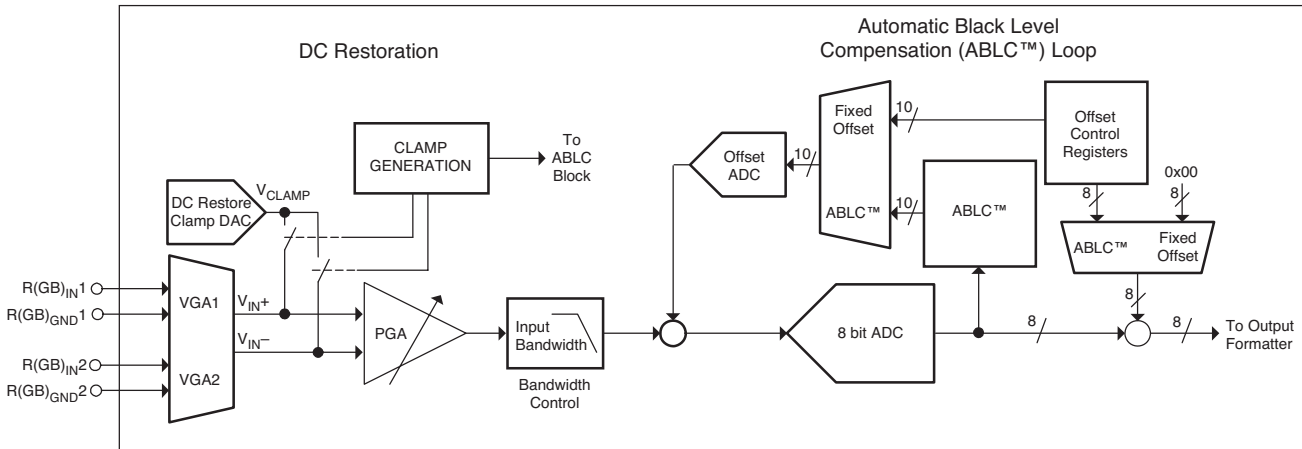 DC Restoration
Automatic Black Level
Compensation (ABLC™) Loop
CLAMP
GENERATION
To
ABLC
Block
DC Restore
Clamp DAC
VCLAMP
Offset
ADC
10
Fixed
Offset
ABLC™
10
10
ABLC™
Offset
Control
Registers
8
0x00
8
ABLC™
Fixed
Offset
8
R(GB)IN1
R(GB)GND1
R(GB)IN2
R(GB)GND2
VGA1
VGA2
VIN+
VIN–
PGA
Input
Bandwidth
Bandwidth
Control
8 bit ADC
8
8
To Output
Formatter